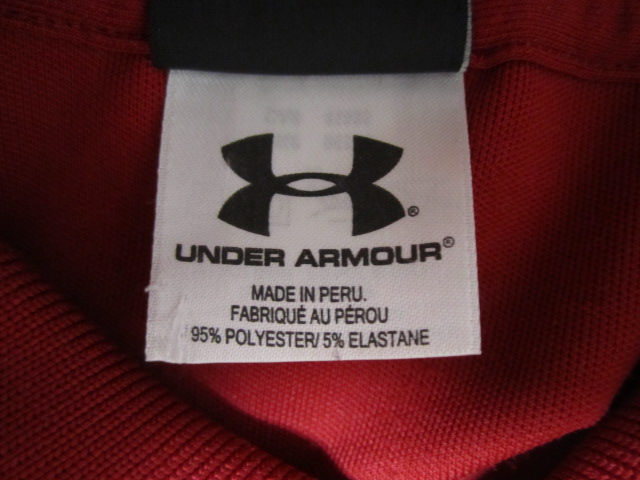 ®
UNDER ARMOUR®
MADE IN PERU.
FABRIQUÉ AU PÉROU
95% POLYESTER/ 5% ELASTANE